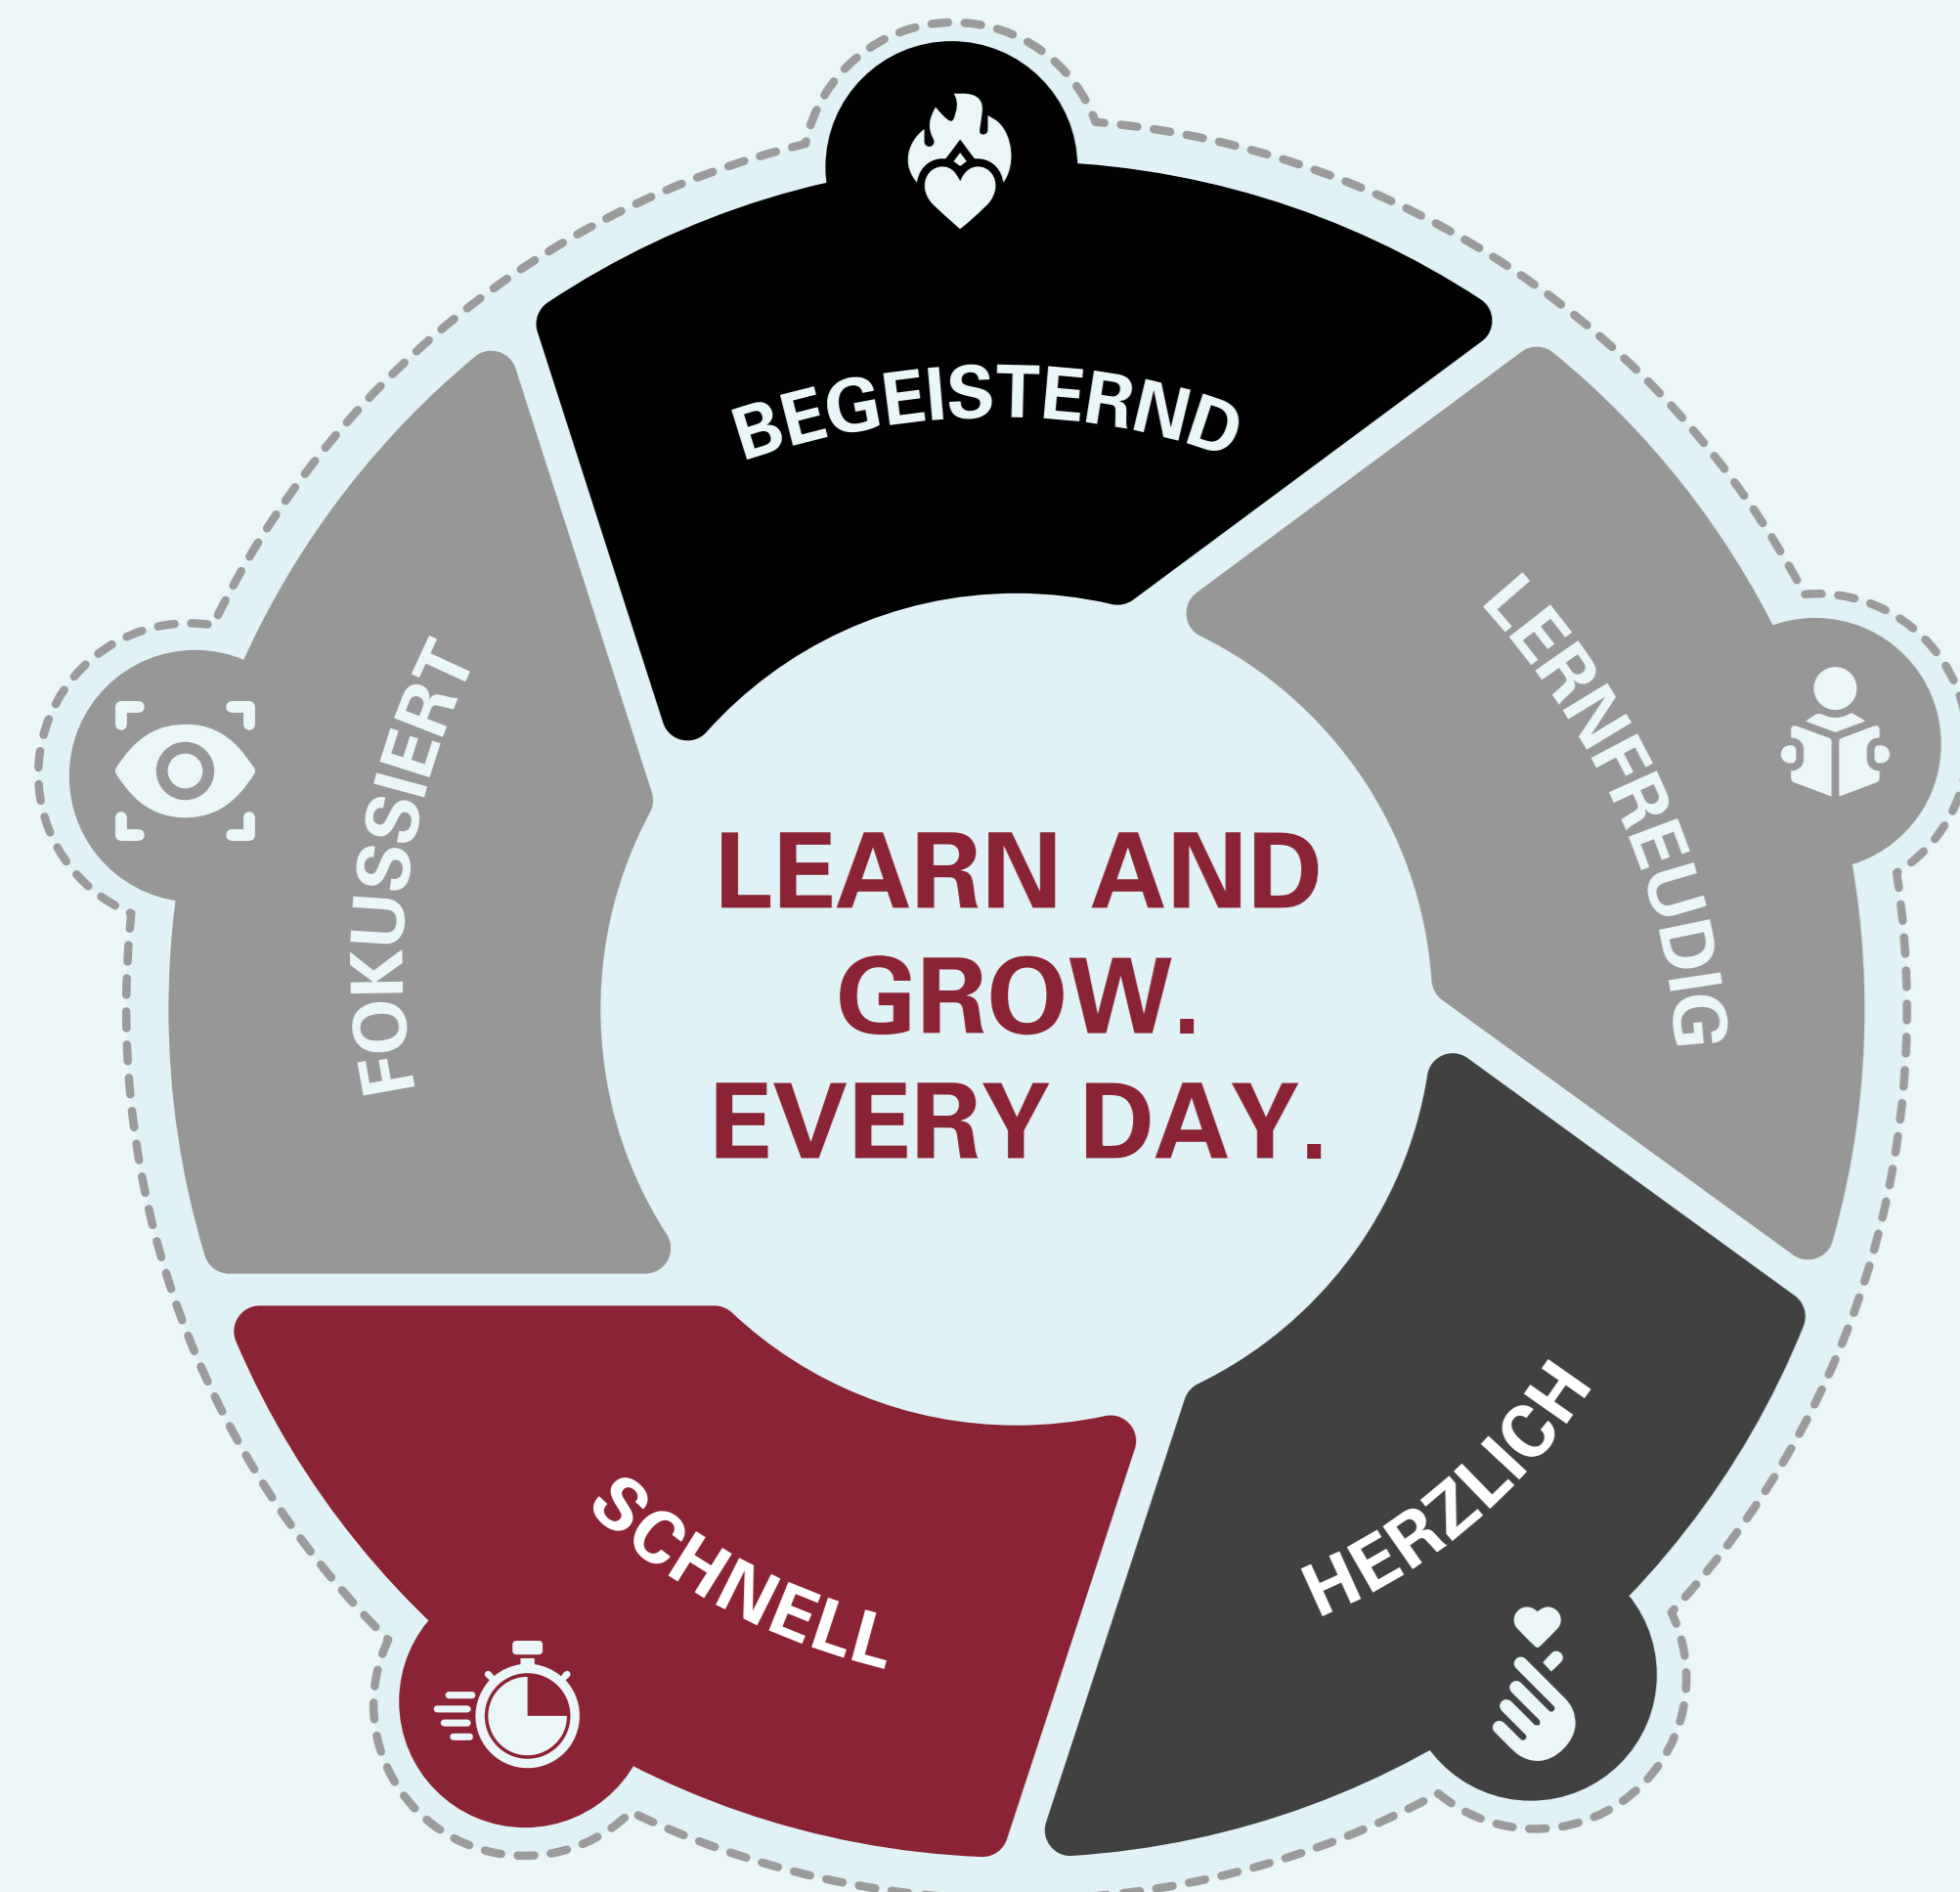 BEGEISTERND
LERNFREUDIG
FOKUSSIERT
LEARN AND
GROW.
EVERY DAY.
HERZLICH
SCHNELL